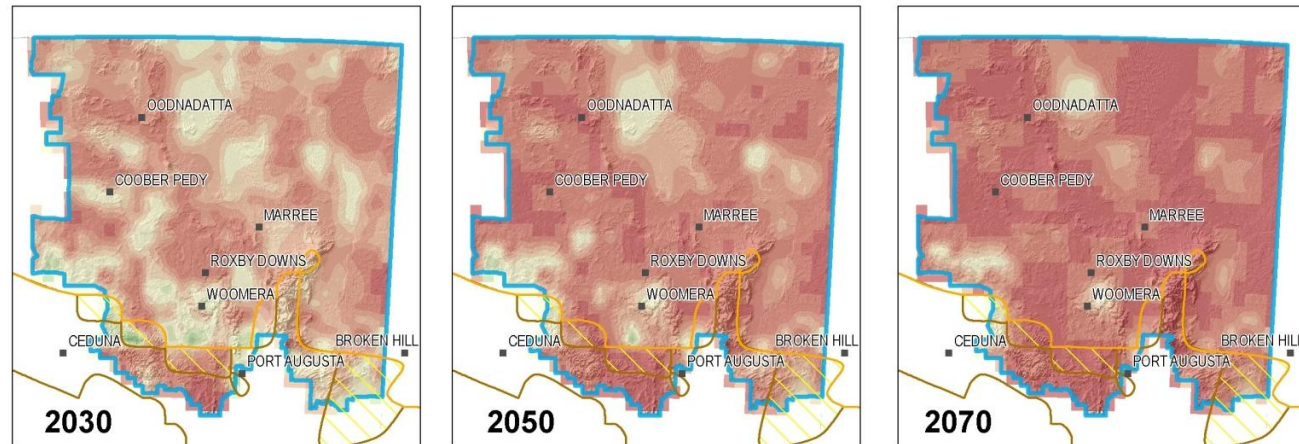 OODNADATTA
COOBER PEDY
MARREE
ROXBY DOWNS
WOOMERA
CEDUNA
BROKEN HILL
PORT AUGUSTA
2030
OODNADATTA
COOBER PEDY
MARREE
ROXBY DOWNS
WOOMERA
CEDUNA
BROKEN HILL
PORT AUGUSTA
2050
OODNADATTA
COOBER PEDY
MARREE
ROXBY DOWNS
WOOMERA
CEDUNA
BROKEN HILL
PORT AUGUSTA
2070